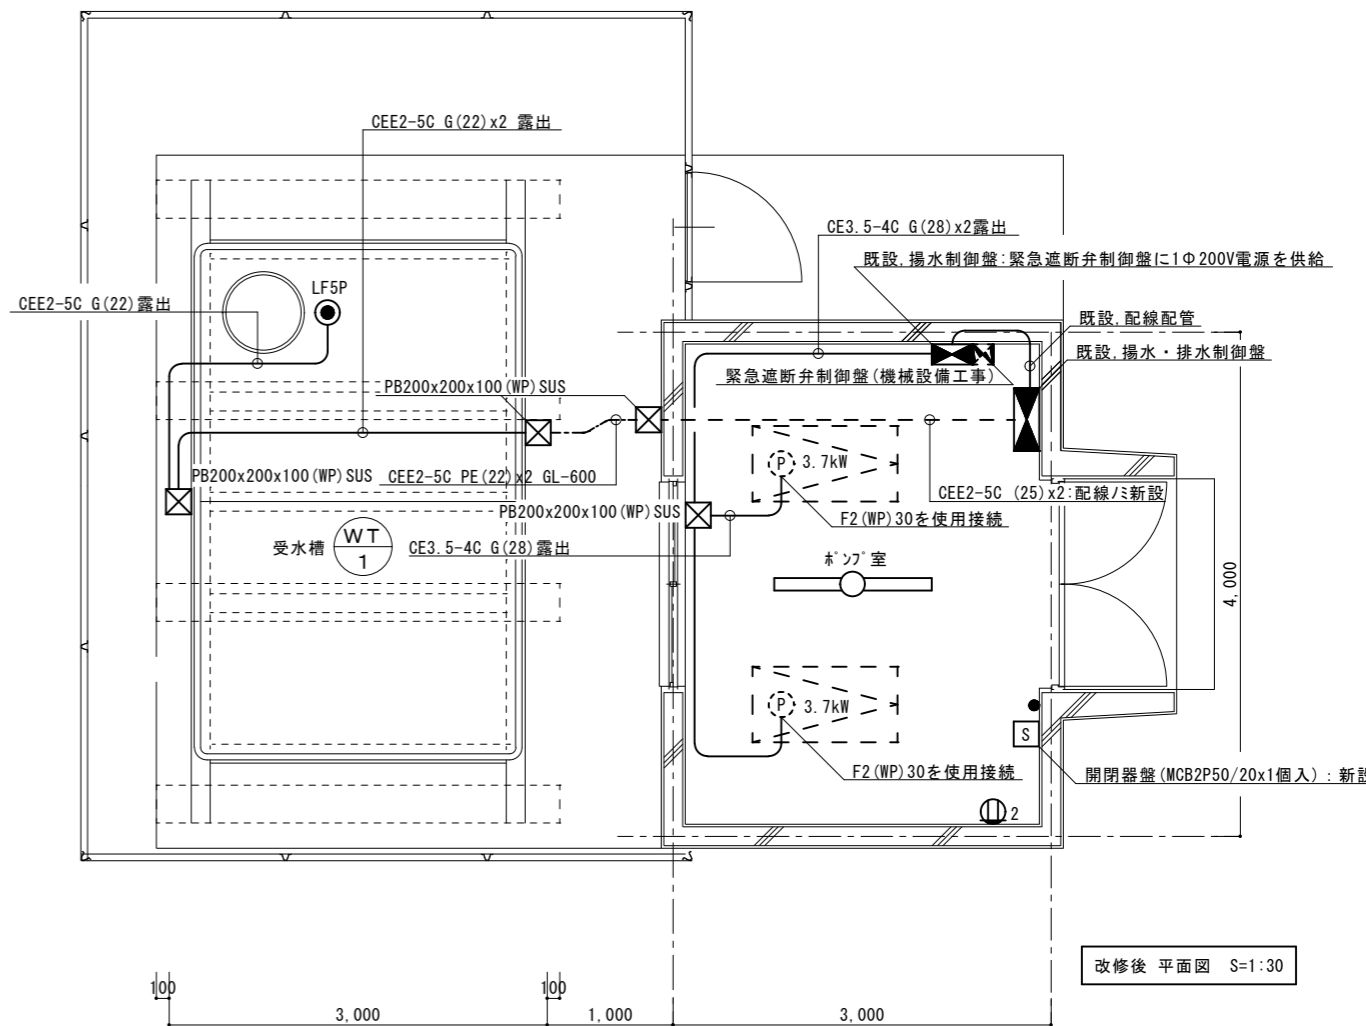 CEE2-5C G(22)x2 露出
CE3.5-4C G(28)x2露出
既設,揚水制御盤:緊急遮断弁制御盤に1Φ200V電源を供給
CEE2-5C G(22)露出
LF5P
既設,配線配管
既設,揚水・排水制御盤
緊急遮断弁制御盤(機械設備工事)
PB200x200x100(WP)SUS
P 3.7kW
PB200x200x100(WP)SUS
CEE2-5C PE(22)x2 GL-600
CEE2-5C (25)x2:配線ﾉﾐ新設
PB200x200x100(WP)SUS
F2(WP)30を使用接続
受水槽
WT
1
CE3.5-4C G(28)露出
ﾎﾟﾝﾌﾟ室
4,000
P 3.7kW
S
F2(WP)30を使用接続
開閉器盤(MCB2P50/20x1個入):新設
2
改修後 平面図 S=1:30
100
100
3,000
1,000
3,000